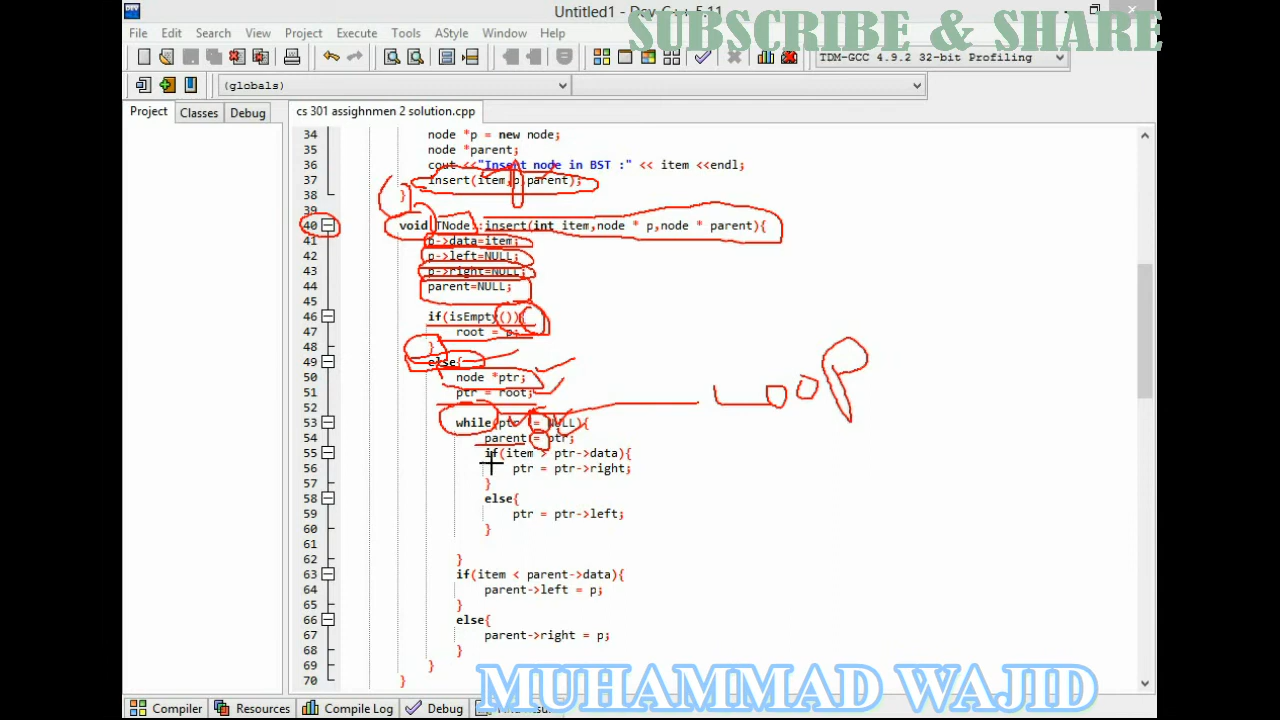 Untitled1 - Dev-C++ 5.11
SUBSCRIBE & SHARE
File Edit Search View Project Execute Tools AStyle Window Help
TDM-GCC 4.9.2 32-bit Profiling
(globals)
Project Classes Debug
cs 301 assighnmen 2 solution.cpp
34 node *p = new node;
35 node *parent;
36 cout <<"Insert node in BST :" << item <<endl;
37 insert(item,p,parent);
38 }
39
40 void TNode::insert(int item,node * p,node * parent){
41 p->data=item;
42 p->left=NULL;
43 p->right=NULL;
44 parent=NULL;
45
46 if(isEmpty()){
47 root = p;
48 }
49 else{
50 node *ptr;
51 ptr = root;
52
53 while(ptr != NULL){
54 parent = ptr;
55 if(item > ptr->data){
56 ptr = ptr->right;
57 }
58 else{
59 ptr = ptr->left;
60 }
61
62 }
63 if(item < parent->data){
64 parent->left = p;
65 }
66 else{
67 parent->right = p;
68 }
69 }
70 }
LOOP
MUHAMMAD WAJID
Compiler Resources Compile Log Debug